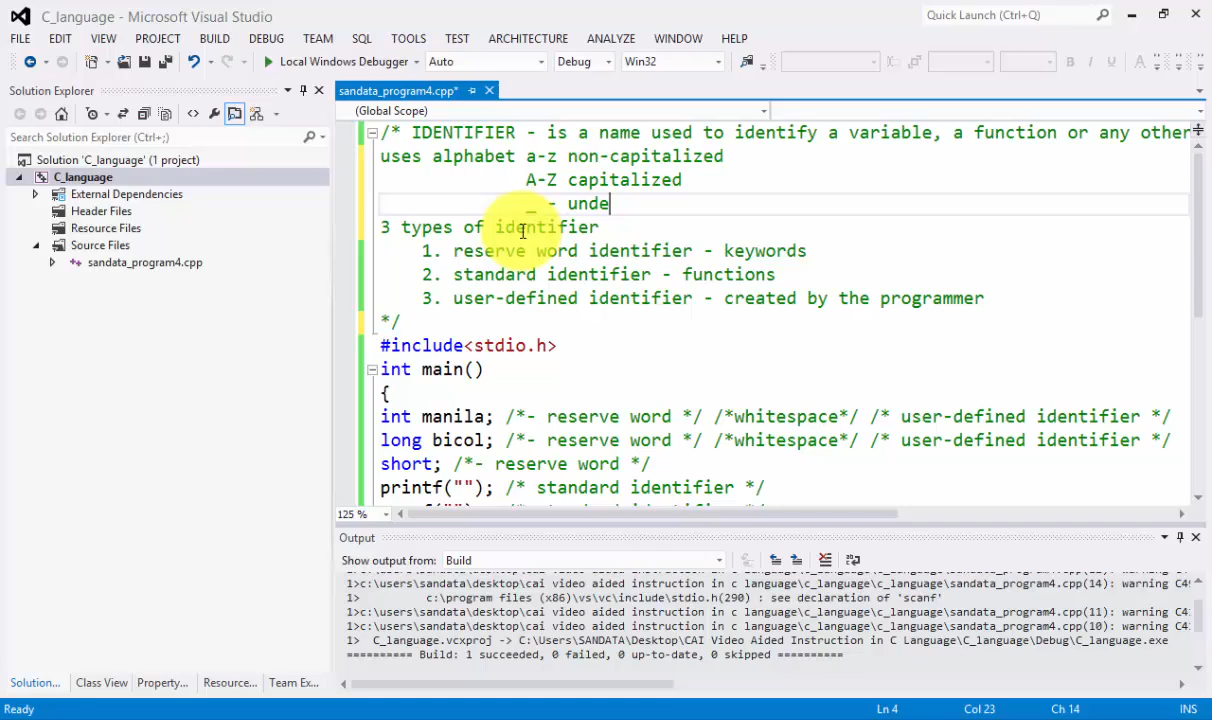 C_language - Microsoft Visual Studio
Quick Launch (Ctrl+Q)
FILE EDIT VIEW PROJECT BUILD DEBUG TEAM SQL TOOLS TEST ARCHITECTURE ANALYZE WINDOW HELP
Local Windows Debugger Auto Debug Win32
Solution Explorer
sandata_program4.cpp*
(Global Scope)
Search Solution Explorer (Ctrl+;)
Solution 'C_language' (1 project)
C_language
External Dependencies
Header Files
Resource Files
Source Files
sandata_program4.cpp
/* IDENTIFIER - is a name used to identify a variable, a function or any other
uses alphabet a-z non-capitalized
A-Z capitalized
_ - unde
3 types of identifier
1. reserve word identifier - keywords
2. standard identifier - functions
3. user-defined identifier - created by the programmer
*/
#include<stdio.h>
int main()
{
int manila; /*- reserve word */ /*whitespace*/ /* user-defined identifier */
long bicol; /*- reserve word */ /*whitespace*/ /* user-defined identifier */
short; /*- reserve word */
printf(""); /* standard identifier */
125 %
Output
Show output from: Build
1>c:\users\sandata\desktop\cai video aided instruction in c language\c_language\c_language\sandata_program4.cpp(14): warning C4
1> c:\program files (x86)\vs\vc\include\stdio.h(290) : see declaration of 'scanf'
1>c:\users\sandata\desktop\cai video aided instruction in c language\c_language\c_language\sandata_program4.cpp(11): warning C41
1>c:\users\sandata\desktop\cai video aided instruction in c language\c_language\c_language\sandata_program4.cpp(10): warning C41
1> C_language.vcxproj -> C:\Users\SANDATA\Desktop\CAI Video Aided Instruction in C Language\C_language\Debug\C_language.exe
========== Build: 1 succeeded, 0 failed, 0 up-to-date, 0 skipped ==========
Solution... Class View Property... Resource... Team Ex...
Ready Ln 4 Col 23 Ch 14 INS